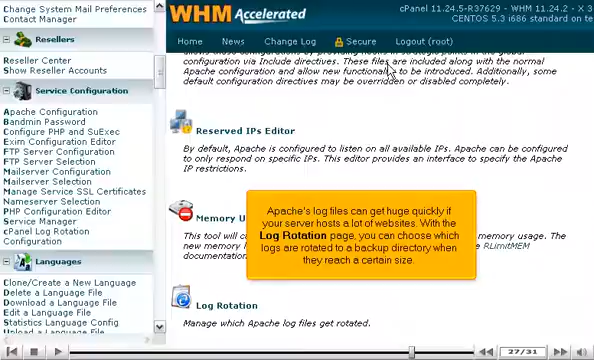 Change System Mail Preferences
Contact Manager
Resellers
Reseller Center
Show Reseller Accounts
Service Configuration
Apache Configuration
Bandmin Password
Configure PHP and SuExec
Exim Configuration Editor
FTP Server Configuration
FTP Server Selection
Mailserver Configuration
Mailserver Selection
Manage Service SSL Certificates
Nameserver Selection
PHP Configuration Editor
Service Manager
cPanel Log Rotation
Configuration
Languages
Clone/Create a New Language
Delete a Language File
Download a Language File
Edit a Language File
Statistics Language Config
Upload a Language File
WHM Accelerated
cPanel 11.24.5-R37629 - WHM 11.24.2 - X 3
CENTOS 5.3 i686 standard on te
Home News Change Log Secure Logout (root)
configuration via Include directives. These files are included along with the normal
Apache configuration and allow new functionality to be introduced. Additionally, some
default configuration directives may be overridden or disabled completely.
Reserved IPs Editor
By default, Apache is configured to listen on all available IPs. Apache can be configured
to only respond on specific IPs. This editor provides an interface to specify the Apache
IP restrictions.
Memory U
This tool will c memory usage. The
new memory l the RLimitMEM
documentation
Apache's log files can get huge quickly if
your server hosts a lot of websites. With the
Log Rotation page, you can choose which
logs are rotated to a backup directory when
they reach a certain size.
Log Rotation
Manage which Apache log files get rotated.
27/31